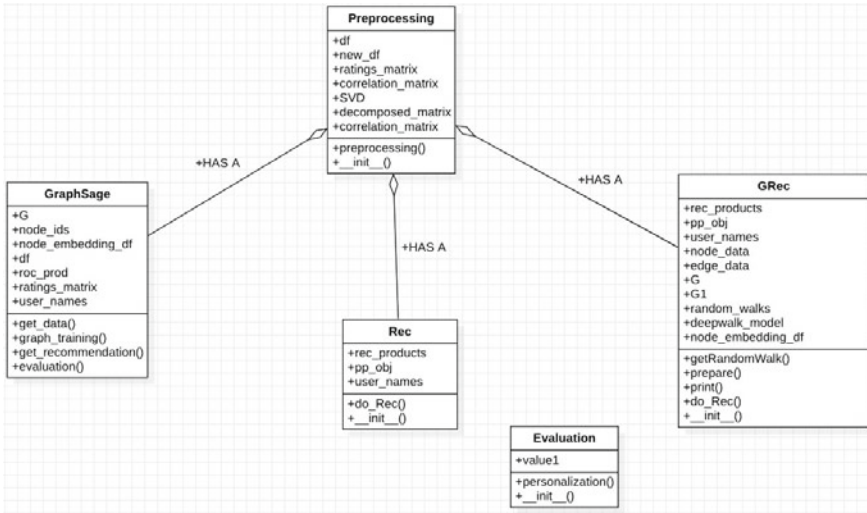 Preprocessing
+df
+new_df
+ratings_matrix
+correlation_matrix
+SVD
+decomposed_matrix
+correlation_matrix
+preprocessing()
+__init__()
+HAS A
+HAS A
+HAS A
GraphSage
+G
+node_ids
+node_embedding_df
+df
+roc_prod
+ratings_matrix
+user_names
+get_data()
+graph_training()
+get_recommendation()
+evaluation()
Rec
+rec_products
+pp_obj
+user_names
+do_Rec()
+__init__()
GRec
+rec_products
+pp_obj
+user_names
+node_data
+edge_data
+G
+G1
+random_walks
+deepwalk_model
+node_embedding_df
+getRandomWalk()
+prepare()
+print()
+do_Rec()
+__init__()
Evaluation
+value1
+personalization()
+__init__()